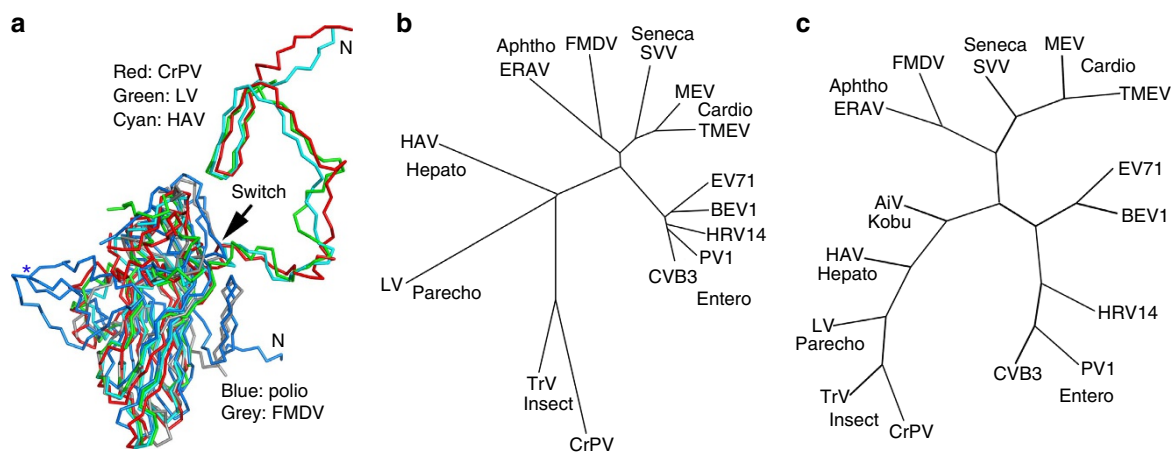 a
N
Red: CrPV
Green: LV
Cyan: HAV
Switch
*
N
Blue: polio
Grey: FMDV
b
Aphtho
FMDV
ERAV
Seneca
SVV
MEV
Cardio
TMEV
HAV
Hepato
EV71
BEV1
HRV14
PV1
CVB3
Entero
LV
Parecho
TrV
Insect
CrPV
c
FMDV
Aphtho
ERAV
Seneca
SVV
MEV
Cardio
TMEV
EV71
BEV1
AiV
Kobu
HAV
Hepato
HRV14
LV
Parecho
CVB3
PV1
Entero
TrV
Insect
CrPV